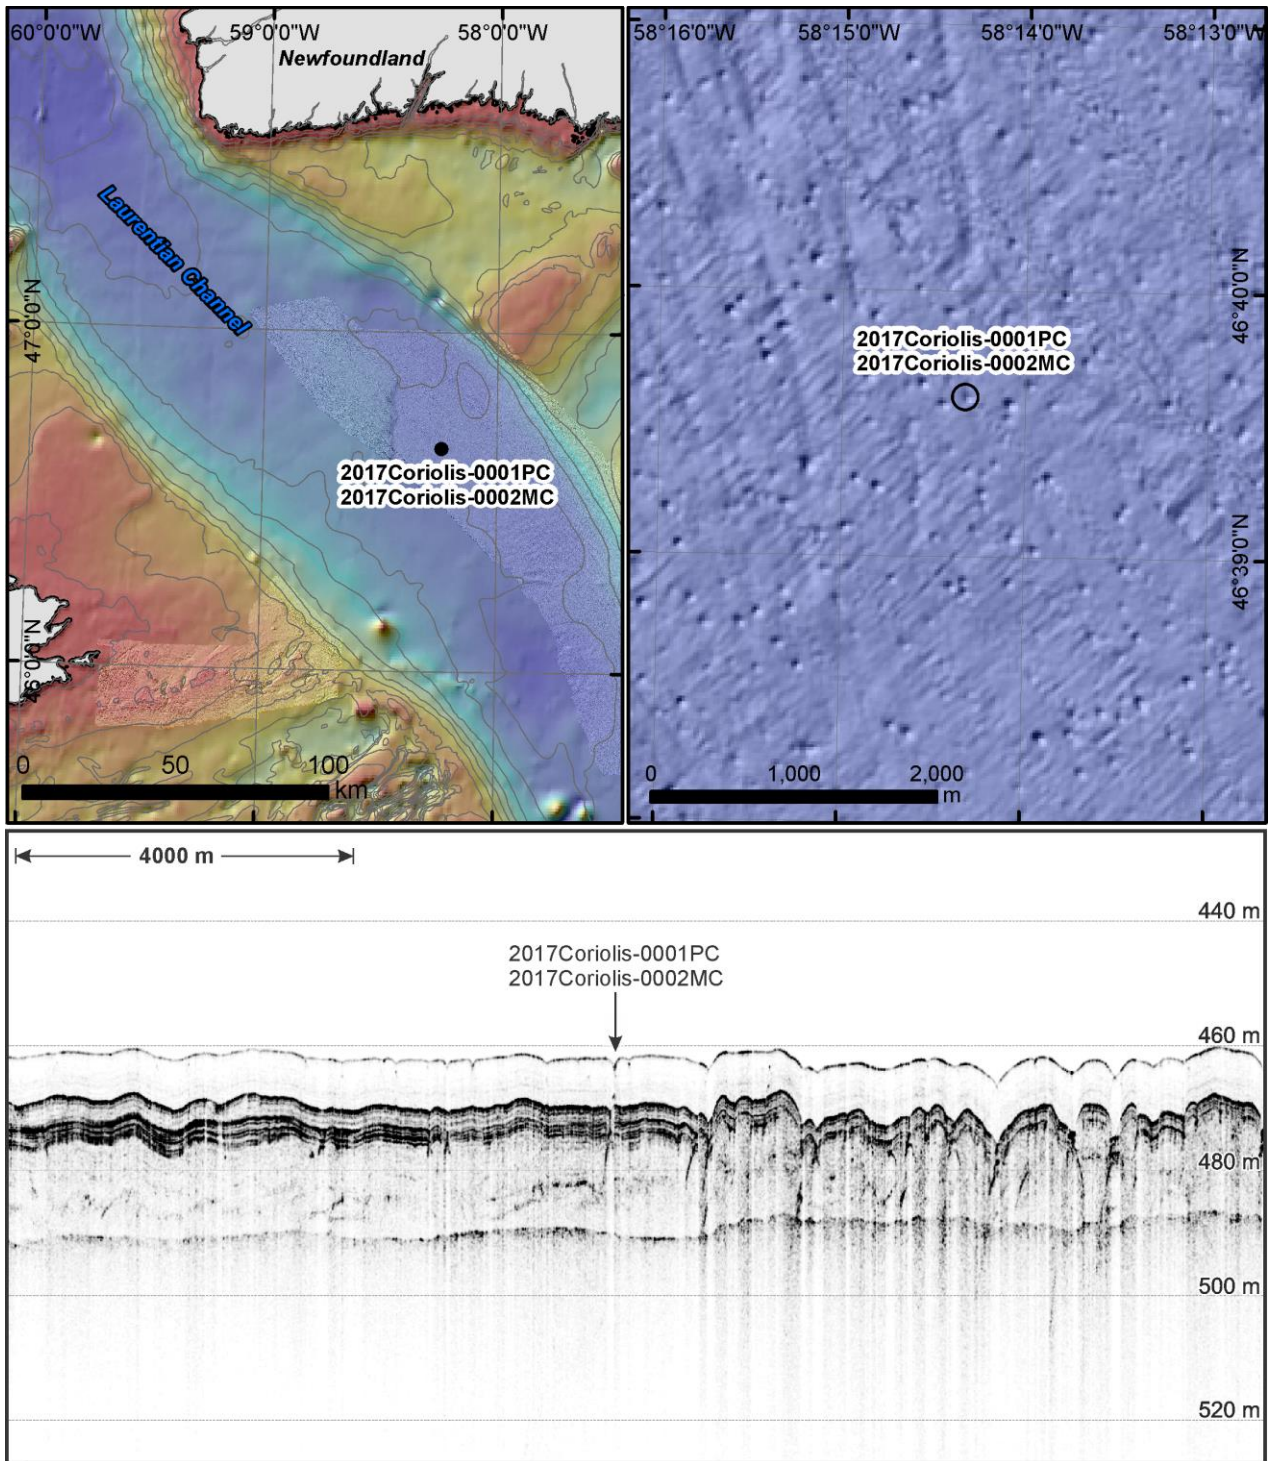 60°0'0"W
59°0'0"W
58°0'0"W
Newfoundland
Laurentian Channel
47°0'0"N
2017Coriolis-0001PC
2017Coriolis-0002MC
46°0'0"N
0
50
100
km
58°16'0"W
58°15'0"W
58°14'0"W
58°13'0"W
46°40'0"N
2017Coriolis-0001PC
2017Coriolis-0002MC
46°39'0"N
0
1,000
2,000
m
4000 m
440 m
2017Coriolis-0001PC
2017Coriolis-0002MC
460 m
480 m
500 m
520 m